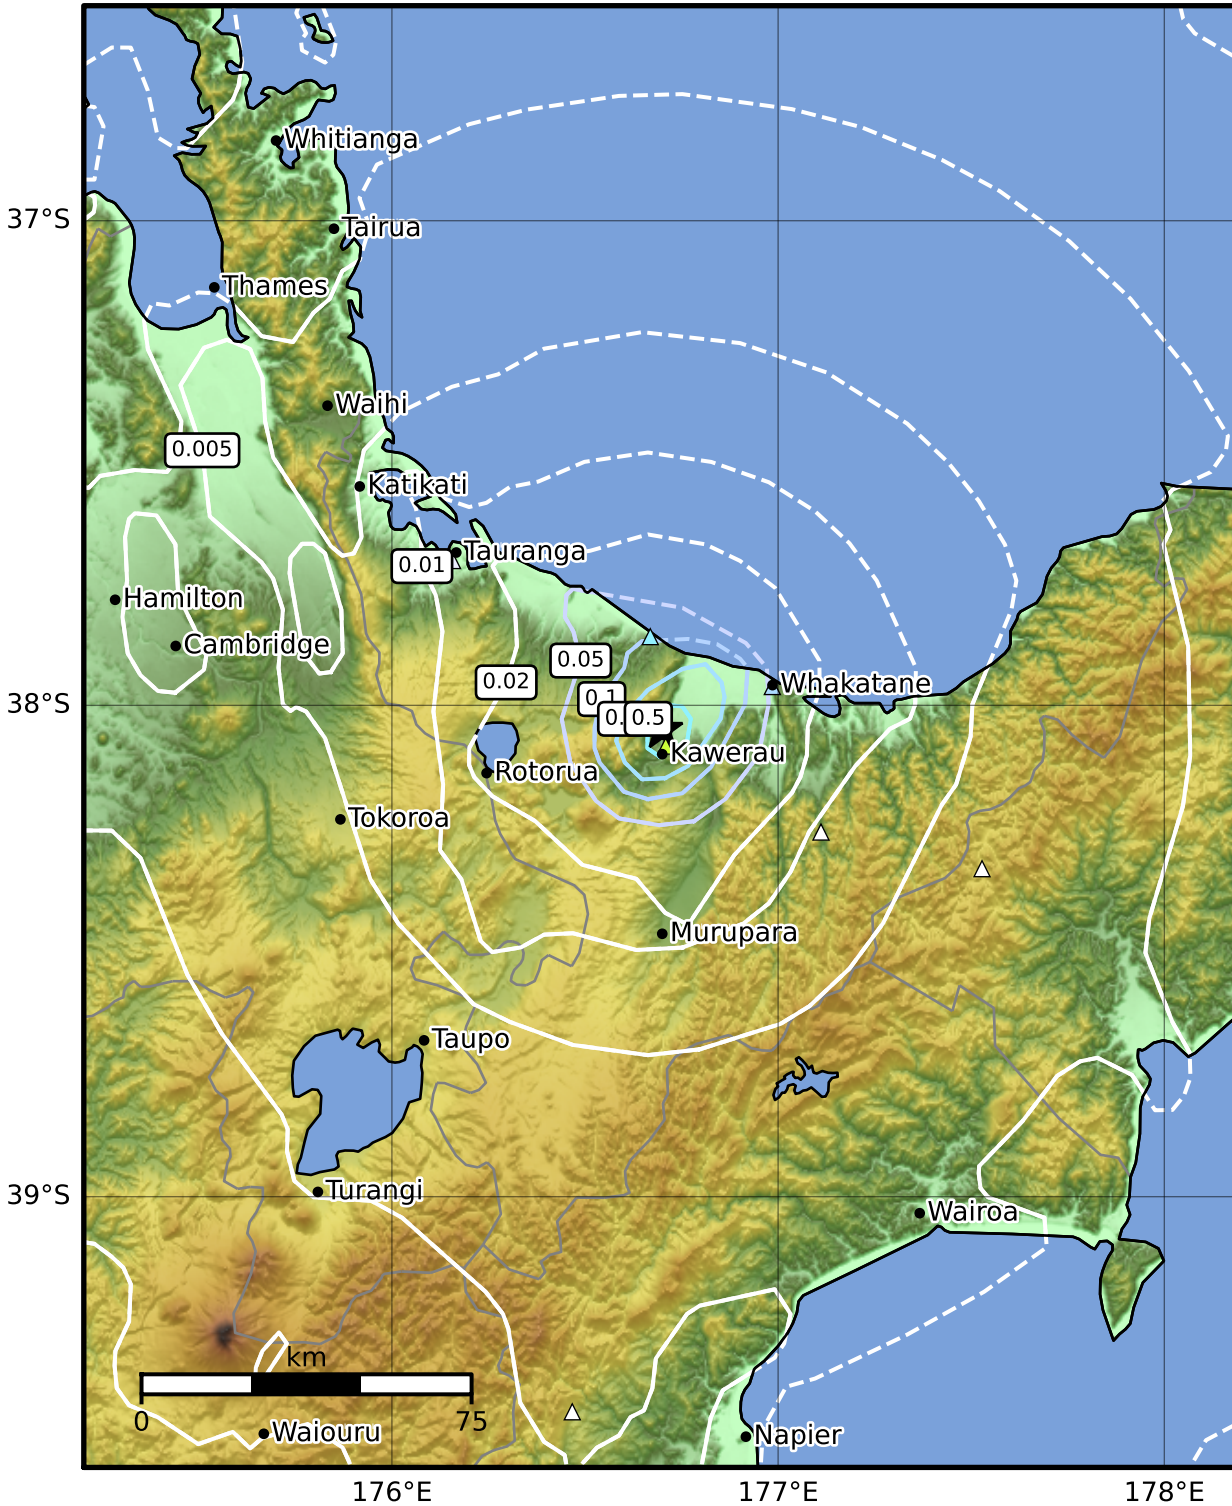 Whitianga
37°S
Tairua
Thames
Waihi
0.005
Katikati
Tauranga
0.01
Hamilton
Cambridge
0.05
0.02
Whakatane
0.1
38°S
0.5
Kawerau
Rotorua
Tokoroa
Murupara
Taupo
Turangi
39°S
Wairoa
km
0
75
Waiouru
Napier
176°E
177°E
178°E